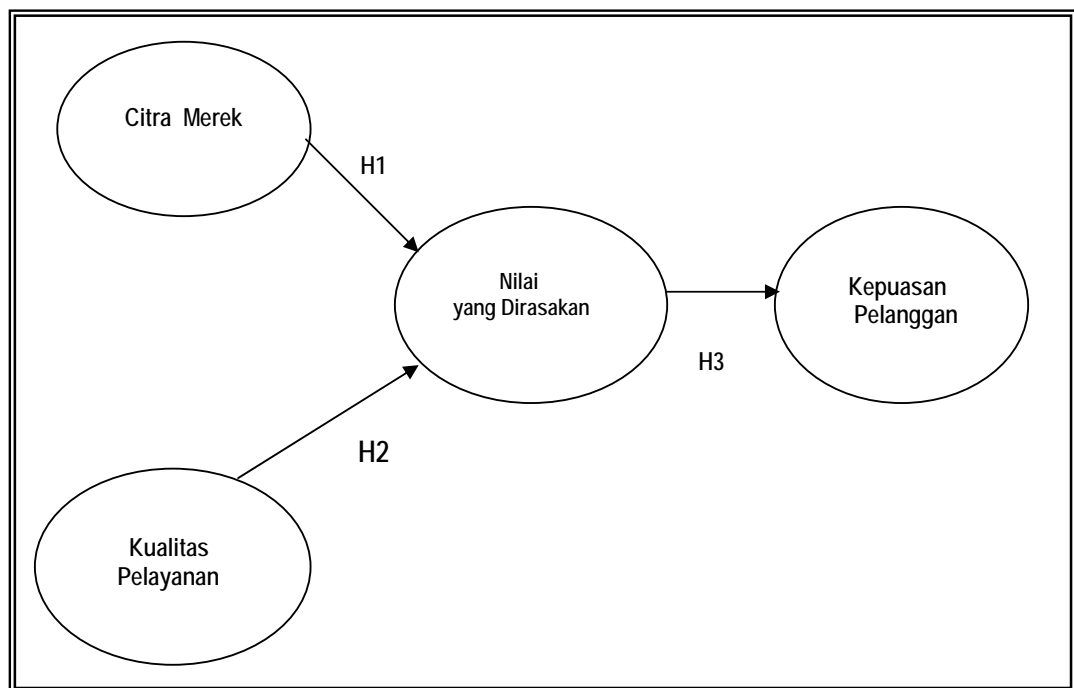 Citra Merek
H1
Nilai
yang Dirasakan
Kepuasan
Pelanggan
H3
H2
Kualitas
Pelayanan